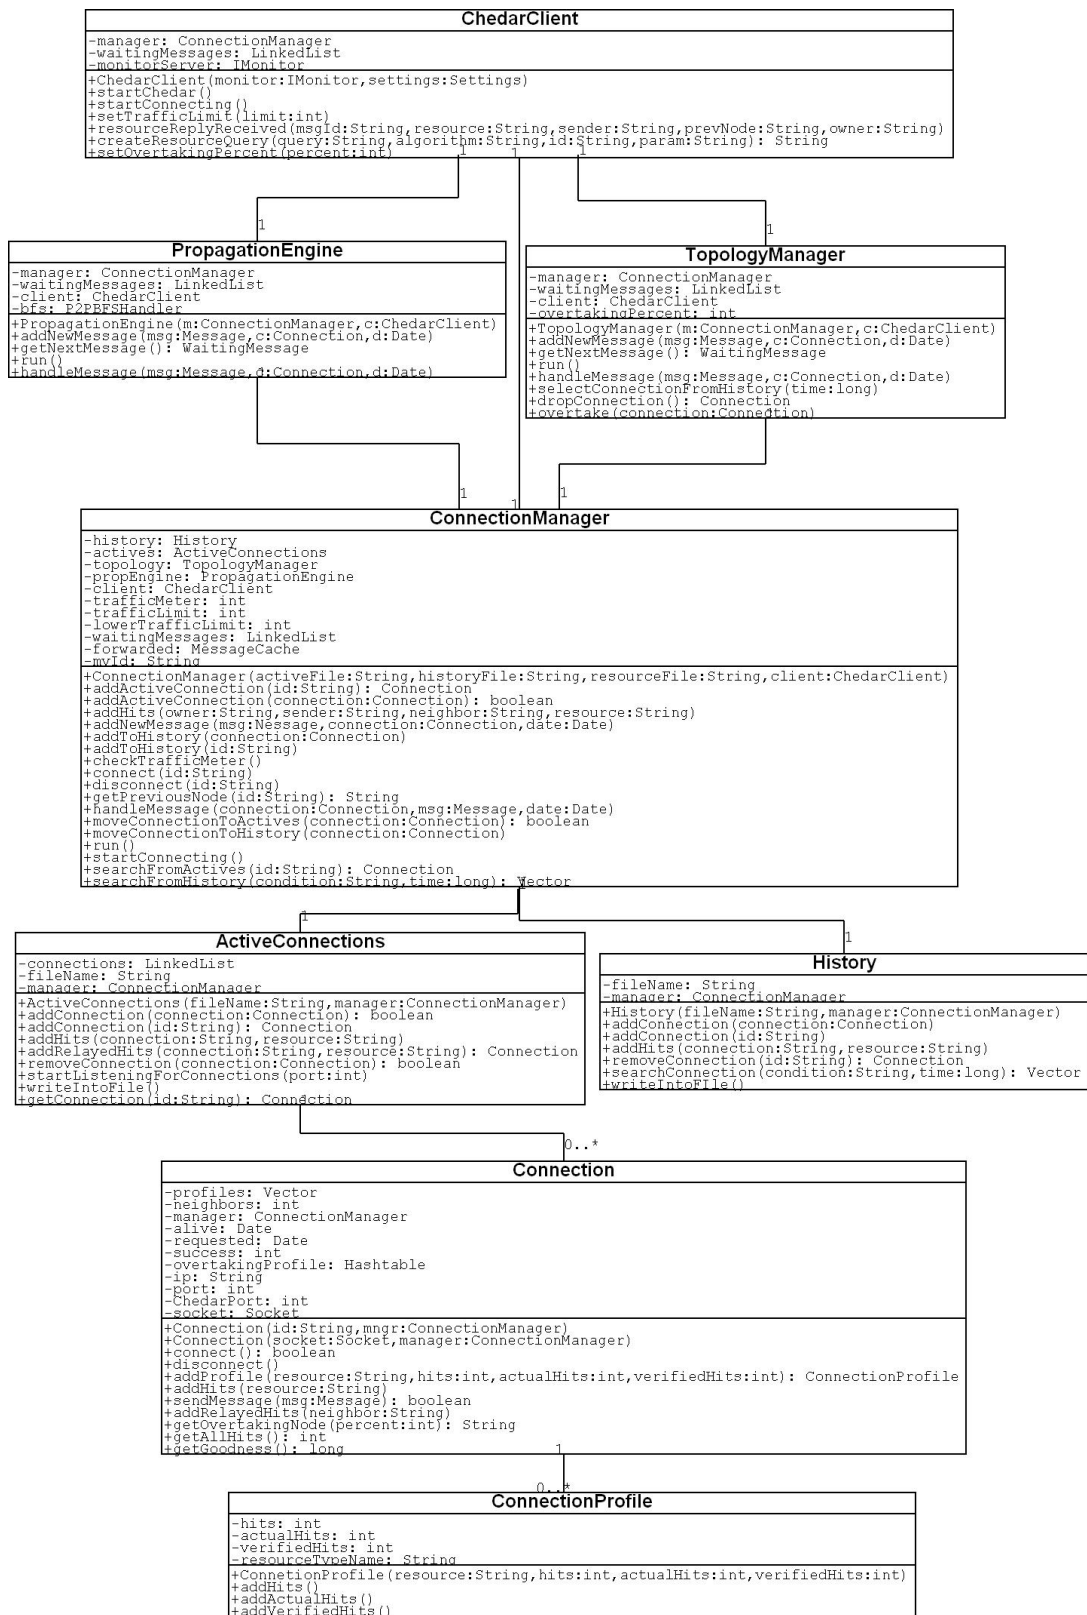 ChedarClient
-manager: ConnectionManager
-waitingMessages: LinkedList
-monitorServer: IMonitor
+ChedarClient(monitor:IMonitor,settings:Settings)
+startChedar()
+startConnecting()
+setTrafficLimit(limit:int)
+resourceReplyReceived(msgId:String,resource:String,sender:String,prevNode:String,owner:String)
+createResourceQuery(query:String,algorithm:String,id:String,param:String): String
+setOvertakingPercent(percent:int)
1
1
1
1
1
PropagationEngine
-manager: ConnectionManager
-waitingMessages: LinkedList
-client: ChedarClient
-bfs: P2PBFSHandler
+PropagationEngine(m:ConnectionManager,c:ChedarClient)
+addNewMessage(msg:Message,c:Connection,d:Date)
+getNextMessage(): WaitingMessage
+run()
+handleMessage(msg:Message,c:Connection,d:Date)
TopologyManager
-manager: ConnectionManager
-waitingMessages: LinkedList
-client: ChedarClient
-overtakingPercent: int
+TopologyManager(m:ConnectionManager,c:ChedarClient)
+addNewMessage(msg:Message,c:Connection,d:Date)
+getNextMessage(): WaitingMessage
+run()
+handleMessage(msg:Message,c:Connection,d:Date)
+selectConnectionFromHistory(time:long)
+dropConnection(): Connection
+overtake(connection:Connection)
1
1
1
ConnectionManager
-history: History
-actives: ActiveConnections
-topology: TopologyManager
-propEngine: PropagationEngine
-client: ChedarClient
-trafficMeter: int
-trafficLimit: int
-lowerTrafficLimit: int
-waitingMessages: LinkedList
-forwarded: MessageCache
-myId: String
+ConnectionManager(activeFile:String,historyFile:String,resourceFile:String,client:ChedarClient)
+addActiveConnection(id:String): Connection
+addActiveConnection(connection:Connection): boolean
+addHits(owner:String,sender:String,neighbor:String,resource:String)
+addNewMessage(msg:Nessage,connection:Connection,date:Date)
+addToHistory(connection:Connection)
+addToHistory(id:String)
+checkTrafficMeter()
+connect(id:String)
+disconnect(id:String)
+getPreviousNode(id:String): String
+handleMessage(connection:Connection,msg:Message,date:Date)
+moveConnectionToActives(connection:Connection): boolean
+moveConnectionToHistory(connection:Connection)
+run()
+startConnecting()
+searchFromActives(id:String): Connection
+searchFromHistory(condition:String,time:long): Vector
1
1
ActiveConnections
-connections: LinkedList
-fileName: String
-manager: ConnectionManager
+ActiveConnections(fileName:String,manager:ConnectionManager)
+addConnection(connection:Connection): boolean
+addConnection(id:String): Connection
+addHits(connection:String,resource:String)
+addRelayedHits(connection:String,resource:String): Connection
+removeConnection(connection:Connection): boolean
+startListeningForConnections(port:int)
+writeIntoFile()
+getConnection(id:String): Connection
History
-fileName: String
-manager: ConnectionManager
+History(fileName:String,manager:ConnectionManager)
+addConnection(connection:Connection)
+addConnection(id:String)
+addHits(connection:String,resource:String)
+removeConnection(id:String): Connection
+searchConnection(condition:String,time:long): Vector
+writeIntoFIle()
0..*
Connection
-profiles: Vector
-neighbors: int
-manager: ConnectionManager
-alive: Date
-requested: Date
-success: int
-overtakingProfile: Hashtable
-ip: String
-port: int
-ChedarPort: int
-socket: Socket
+Connection(id:String,mngr:ConnectionManager)
+Connection(socket:Socket,manager:ConnectionManager)
+connect(): boolean
+disconnect()
+addProfile(resource:String,hits:int,actualHits:int,verifiedHits:int): ConnectionProfile
+addHits(resource:String)
+sendMessage(msg:Message): boolean
+addRelayedHits(neighbor:String)
+getOvertakingNode(percent:int): String
+getAllHits(): int
+getGoodness(): long
1
0..*
ConnectionProfile
-hits: int
-actualHits: int
-verifiedHits: int
-resourceTypeName: String
+ConnetionProfile(resource:String,hits:int,actualHits:int,verifiedHits:int)
+addHits()
+addActualHits()
+addVerifiedHits()